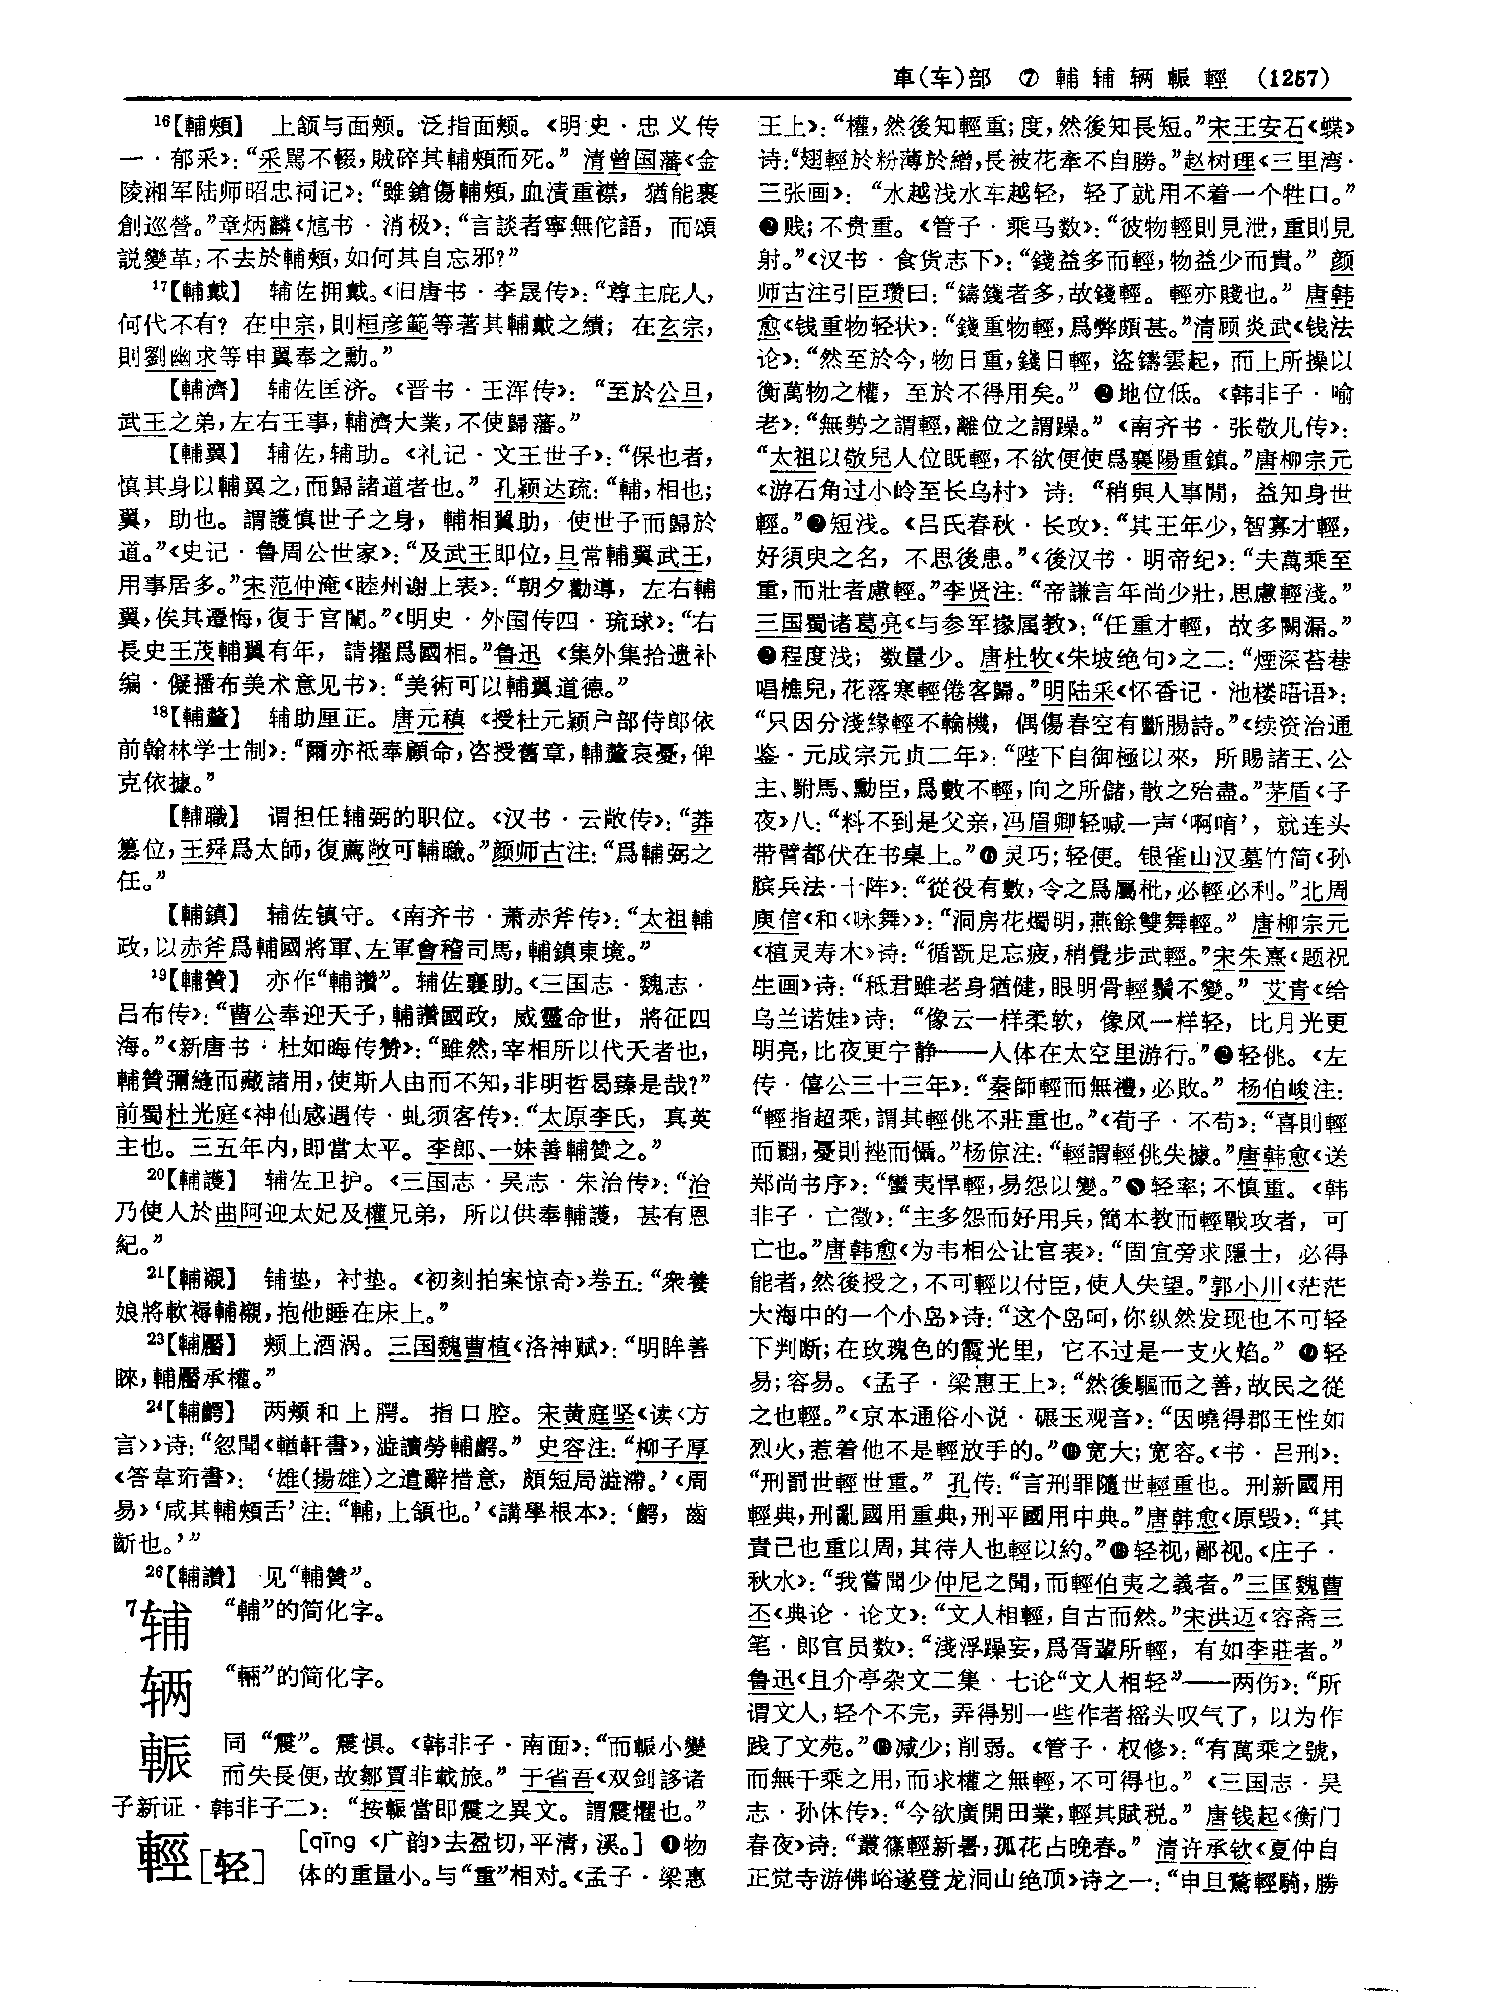 車(车)部 ⑦ 輔 辅 辆 䡅 輕 (1257)
16【輔頰】 上颔与面颊。泛指面颊。《明史·忠义传
一·郁采》：“采駡不輟，賊碎其輔頰而死。”清曾国藩《金
陵湘军陆师昭忠祠记》：“雖鎗傷輔頰，血漬重襟，猶能裹
創巡營。”章炳麟《訄书·消极》：“言談者寧無佗語，而頌
説變革，不去於輔頰，如何其自忘邪?”
17【輔戴】 辅佐拥戴。《旧唐书·李晟传》：“尊主庇人，
何代不有? 在中宗，則桓彦範等著其輔戴之績；在玄宗，
則劉幽求等申翼奉之勳。”
【輔濟】 辅佐匡济。《晋书·王浑传》：“至於公旦，
武王之弟，左右王事，輔濟大業，不使歸藩。”
【輔翼】 辅佐，辅助。《礼记·文王世子》：“保也者，
慎其身以輔翼之，而歸諸道者也。”孔颖达疏：“輔，相也；
翼，助也。謂護慎世子之身，輔相翼助，使世子而歸於
道。”《史记·鲁周公世家》：“及武王即位，旦常輔翼武王，
用事居多。”宋范仲淹《睦州谢上表》：“朝夕勸導，左右輔
翼，俟其遷悔，復于宫闈。”《明史·外国传四·琉球》：“右
長史王茂輔翼有年，請擢爲國相。”鲁迅《集外集拾遗补
编·儗播布美术意见书》：“美術可以輔翼道德。”
18【輔釐】 辅助厘正。唐元稹《授杜元颖户部侍郎依
前翰林学士制》：“爾亦祗奉顧命，咨授舊章，輔釐哀憂，俾
克依據。”
【輔職】 谓担任辅弼的职位。《汉书·云敞传》：“莽
篡位，王舜爲太師，復薦敞可輔職。”颜师古注：“爲輔弼之
任。”
【輔鎮】 辅佐镇守。《南齐书·萧赤斧传》：“太祖輔
政，以赤斧爲輔國將軍、左軍會稽司馬，輔鎮東境。”
19【輔贊】 亦作“輔讚”。辅佐襄助。《三国志·魏志·
吕布传》：“曹公奉迎天子，輔讚國政，威靈命世，將征四
海。”《新唐书·杜如晦传赞》：“雖然，宰相所以代天者也，
輔贊彌縫而藏諸用，使斯人由而不知，非明哲曷臻是哉?”
前蜀杜光庭《神仙感遇传·虬须客传》：“太原李氏，真英
主也。三五年内，即當太平。李郎、一妹善輔贊之。”
20【輔護】 辅佐卫护。《三国志·吴志·朱治传》：“治
乃使人於曲阿迎太妃及權兄弟，所以供奉輔護，甚有恩
紀。”
21【輔襯】 铺垫，衬垫。《初刻拍案惊奇》卷五：“衆養
娘將軟褥輔襯，抱他睡在床上。”
23【輔靨】 颊上酒涡。三国魏曹植《洛神赋》：“明眸善
睞，輔靨承權。”
24【輔齶】 两颊和上腭。指口腔。宋黄庭坚《读〈方
言〉》诗：“忽聞《輶軒書》，澁讀勞輔齶。”史容注：“柳子厚
《答韋珩書》：‘雄(揚雄)之遣辭措意，頗短局澁滯。’《周
易》‘咸其輔頰舌’注：“輔，上頷也。’《講學根本》：‘齶，齒
齗也。’”
26【輔讚】 见“輔贊”。
7辅 “輔”的简化字。
辆 “輛”的简化字。
䡅 同“震”。震惧。《韩非子·南面》：“而䡅小變
而失長便，故鄒賈非載旅。”于省吾《双剑誃诸
子新证·韩非子二》：“按䡅當即震之異文。謂震懼也。”
輕[轻] [qīng 《广韵》去盈切，平清，溪。] ❶物
体的重量小。与“重”相对。《孟子·梁惠
王上》：“權，然後知輕重；度，然後知長短。”宋王安石《蝶》
诗：“翅輕於粉薄於繒，長被花牽不自勝。”赵树理《三里湾·
三张画》：“水越浅水车越轻，轻了就用不着一个牲口。”
❷贱；不贵重。《管子·乘马数》：“彼物輕則見泄，重則見
射。”《汉书·食货志下》：“錢益多而輕，物益少而貴。”颜
师古注引臣瓒曰：“鑄錢者多，故錢輕。輕亦賤也。”唐韩
愈《钱重物轻状》：“錢重物輕，爲弊頗甚。”清顾炎武《钱法
论》：“然至於今，物日重，錢日輕，盜鑄雲起，而上所操以
衡萬物之權，至於不得用矣。”❸地位低。《韩非子·喻
老》：“無勢之謂輕，離位之謂躁。”《南齐书·张敬儿传》：
“太祖以敬兒人位既輕，不欲便使爲襄陽重鎮。”唐柳宗元
《游石角过小岭至长乌村》诗：“稍與人事閒，益知身世
輕。”❹短浅。《吕氏春秋·长攻》：“其王年少，智寡才輕，
好須臾之名，不思後患。”《後汉书·明帝纪》：“夫萬乘至
重，而壯者慮輕。”李贤注：“帝謙言年尚少壯，思慮輕淺。”
三国蜀诸葛亮《与参军掾属教》：“任重才輕，故多闕漏。”
❺程度浅；数量少。唐杜牧《朱坡绝句》之二：“煙深苔巷
唱樵兒，花落寒輕倦客歸。”明陆采《怀香记·池楼晤语》：
“只因分淺緣輕不輸機，偶傷春空有斷腸詩。”《续资治通
鉴·元成宗元贞二年》：“陛下自御極以來，所賜諸王、公
主、駙馬、勳臣，爲數不輕，向之所儲，散之殆盡。”茅盾《子
夜》八：“料不到是父亲，冯眉卿轻喊一声‘啊唷’，就连头
带臂都伏在书桌上。”❻灵巧；轻便。银雀山汉墓竹简《孙
膑兵法·十阵》：“從役有數，令之爲屬枇，必輕必利。”北周
庾信《和〈咏舞〉》：“洞房花燭明，燕餘雙舞輕。”唐柳宗元
《植灵寿木》诗：“循翫足忘疲，稍覺步武輕。”宋朱熹《题祝
生画》诗：“秪君雖老身猶健，眼明骨輕鬚不變。”艾青《给
乌兰诺娃》诗：“像云一样柔软，像风一样轻，比月光更
明亮，比夜更宁静——人体在太空里游行。”❼轻佻。《左
传·僖公三十三年》：“秦師輕而無禮，必敗。”杨伯峻注：
“輕指超乘，謂其輕佻不壯重也。”《荀子·不苟》：“喜則輕
而翾，憂則挫而懾。”杨倞注：“輕謂輕佻失據。”唐韩愈《送
郑尚书序》：“蠻夷悍輕，易怨以變。”❽轻率；不慎重。《韩
非子·亡徵》：“主多怨而好用兵，簡本教而輕戰攻者，可
亡也。”唐韩愈《为韦相公让官表》：“固宜旁求隱士，必得
能者，然後授之，不可輕以付臣，使人失望。”郭小川《茫茫
大海中的一个小岛》诗：“这个岛呵，你纵然发现也不可轻
下判断；在玫瑰色的霞光里，它不过是一支火焰。”❾轻
易；容易。《孟子·梁惠王上》：“然後驅而之善，故民之從
之也輕。”《京本通俗小说·碾玉观音》：“因曉得郡王性如
烈火，惹着他不是輕放手的。”❿宽大；宽容。《书·吕刑》：
“刑罰世輕世重。”孔传：“言刑罪隨世輕重也。刑新國用
輕典，刑亂國用重典，刑平國用中典。”唐韩愈《原毁》：“其
責己也重以周，其待人也輕以約。”⓫轻视，鄙视。《庄子·
秋水》：“我嘗聞少仲尼之聞，而輕伯夷之義者。”三国魏曹
丕《典论·论文》：“文人相輕，自古而然。”宋洪迈《容斋三
笔·郎官员数》：“淺浮躁妄，爲胥輩所輕，有如李莊者。”
鲁迅《且介亭杂文二集·七论“文人相轻”——两伤》：“所
谓文人，轻个不完，弄得别一些作者摇头叹气了，以为作
践了文苑。”⓬减少；削弱。《管子·权修》：“有萬乘之號，
而無千乘之用，而求權之無輕，不可得也。”《三国志·吴
志·孙休传》：“今欲廣開田業，輕其賦税。”唐钱起《衡门
春夜》诗：“叢篠輕新暑，孤花占晚春。”清许承钦《夏仲自
正觉寺游佛峪遂登龙洞山绝顶》诗之一：“申旦驁輕騎，勝